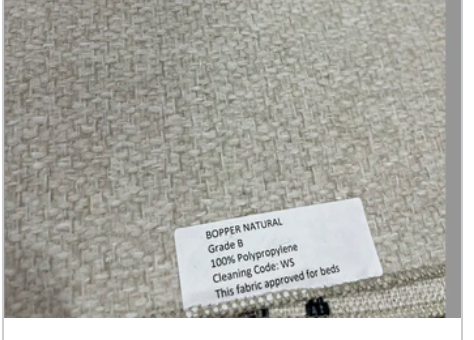 BOPPER NATURAL
Grade B
100% Polypropylene
Cleaning Code: WS
This fabric approved for beds